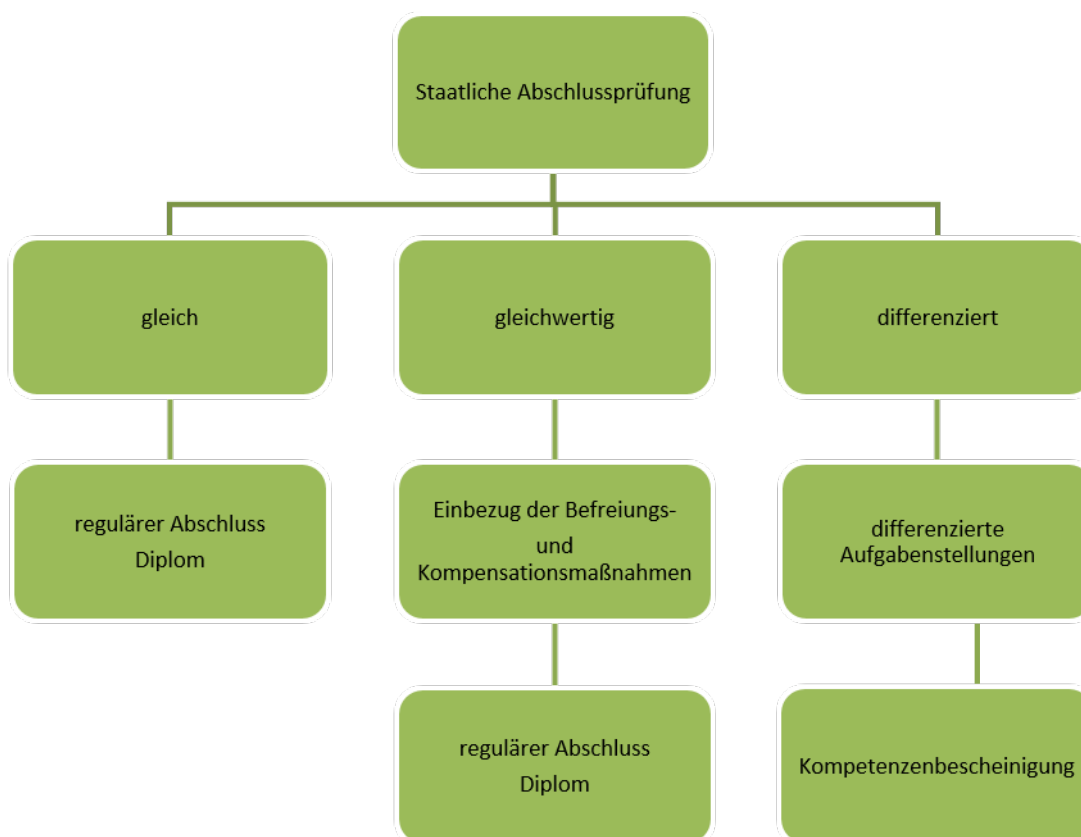 Staatliche Abschlussprüfung
gleich
gleichwertig
differenziert
regulärer Abschluss
Diplom
Einbezug der Befreiungs-
und
Kompensationsmaßnahmen
differenzierte
Aufgabenstellungen
regulärer Abschluss
Diplom
Kompetenzenbescheinigung